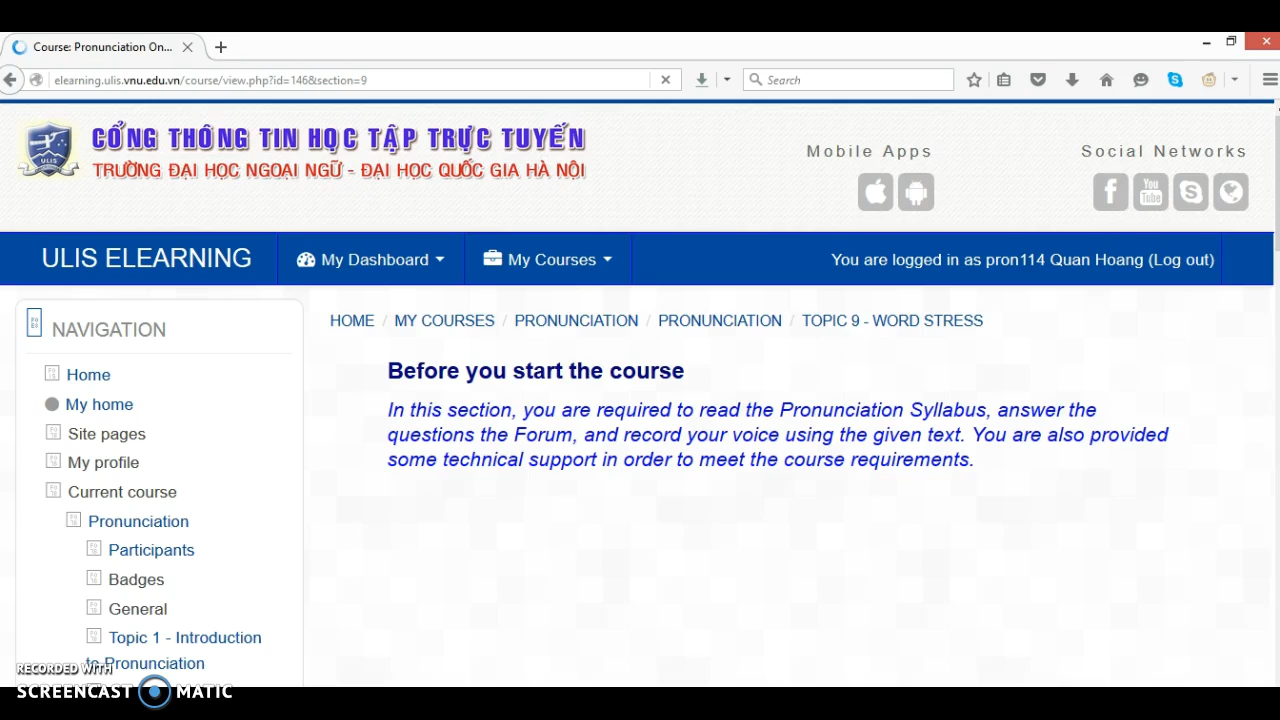 Course: Pronunciation On...
elearning.ulis.vnu.edu.vn/course/view.php?id=146&section=9
Search
ULIS
CỔNG THÔNG TIN HỌC TẬP TRỰC TUYẾN
TRƯỜNG ĐẠI HỌC NGOẠI NGỮ - ĐẠI HỌC QUỐC GIA HÀ NỘI
Mobile Apps
Social Networks
You Tube
ULIS ELEARNING
My Dashboard
My Courses
You are logged in as pron114 Quan Hoang (Log out)
NAVIGATION
HOME / MY COURSES / PRONUNCIATION / PRONUNCIATION / TOPIC 9 - WORD STRESS
Before you start the course
In this section, you are required to read the Pronunciation Syllabus, answer the
questions the Forum, and record your voice using the given text. You are also provided
some technical support in order to meet the course requirements.
Home
My home
Site pages
My profile
Current course
Pronunciation
Participants
Badges
General
Topic 1 - Introduction
to Pronunciation
RECORDED WITH
SCREENCAST MATIC